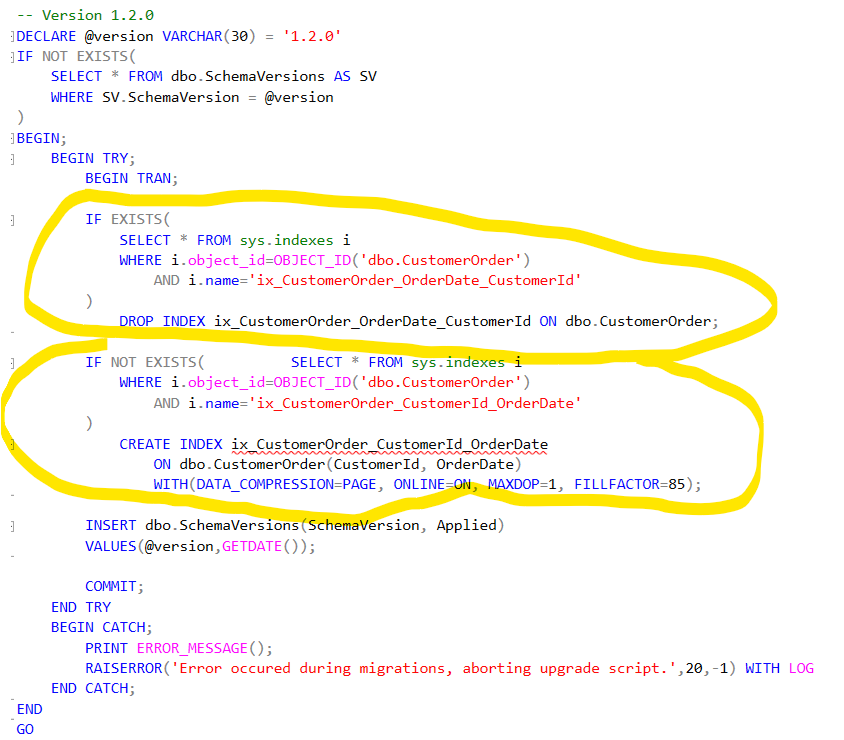 -- Version 1.2.0
DECLARE @version VARCHAR(30) = '1.2.0'
IF NOT EXISTS(
    SELECT * FROM dbo.SchemaVersions AS SV
    WHERE SV.SchemaVersion = @version
)
BEGIN;
    BEGIN TRY;
        BEGIN TRAN;
        IF EXISTS(
            SELECT * FROM sys.indexes i
            WHERE i.object_id=OBJECT_ID('dbo.CustomerOrder')
                AND i.name='ix_CustomerOrder_OrderDate_CustomerId'
        )
            DROP INDEX ix_CustomerOrder_OrderDate_CustomerId ON dbo.CustomerOrder;
        IF NOT EXISTS(          SELECT * FROM sys.indexes i
            WHERE i.object_id=OBJECT_ID('dbo.CustomerOrder')
                AND i.name='ix_CustomerOrder_CustomerId_OrderDate'
        )
            CREATE INDEX ix_CustomerOrder_CustomerId_OrderDate
                ON dbo.CustomerOrder(CustomerId, OrderDate)
                WITH(DATA_COMPRESSION=PAGE, ONLINE=ON, MAXDOP=1, FILLFACTOR=85);
        INSERT dbo.SchemaVersions(SchemaVersion, Applied)
        VALUES(@version,GETDATE());
        COMMIT;
    END TRY
    BEGIN CATCH;
        PRINT ERROR_MESSAGE();
        RAISERROR('Error occured during migrations, aborting upgrade script.',20,-1) WITH LOG
    END CATCH;
END
GO